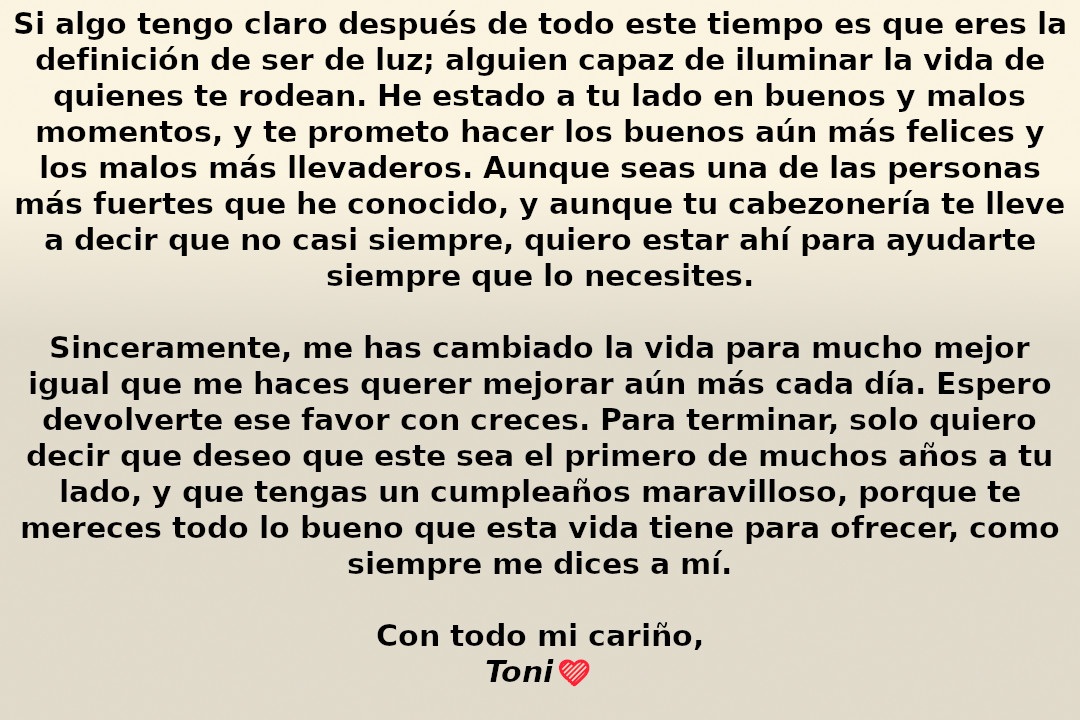 Si algo tengo claro después de todo este tiempo es que eres la
definición de ser de luz; alguien capaz de iluminar la vida de
quienes te rodean. He estado a tu lado en buenos y malos
momentos, y te prometo hacer los buenos aún más felices y
los malos más llevaderos. Aunque seas una de las personas
más fuertes que he conocido, y aunque tu cabezonería te lleve
a decir que no casi siempre, quiero estar ahí para ayudarte
siempre que lo necesites.

Sinceramente, me has cambiado la vida para mucho mejor
igual que me haces querer mejorar aún más cada día. Espero
devolverte ese favor con creces. Para terminar, solo quiero
decir que deseo que este sea el primero de muchos años a tu
lado, y que tengas un cumpleaños maravilloso, porque te
mereces todo lo bueno que esta vida tiene para ofrecer, como
siempre me dices a mí.

Con todo mi cariño,
Toni